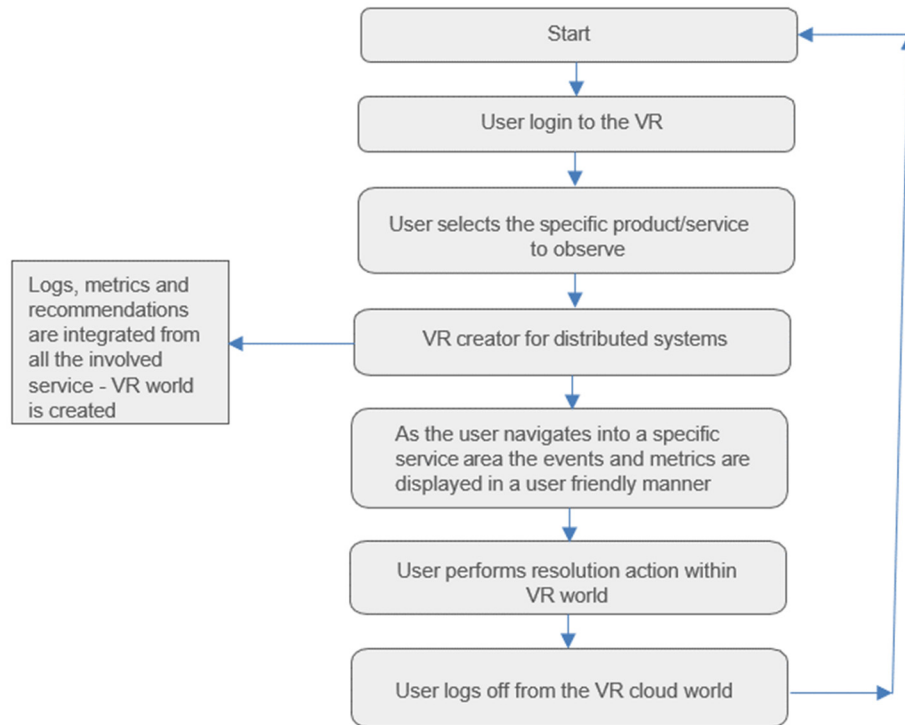 Start
User login to the VR
User selects the specific product/service
to observe
Logs, metrics and
recommendations
are integrated from
all the involved
service - VR world
is created
VR creator for distributed systems
As the user navigates into a specific
service area the events and metrics are
displayed in a user friendly manner
User performs resolution action within
VR world
User logs off from the VR cloud world